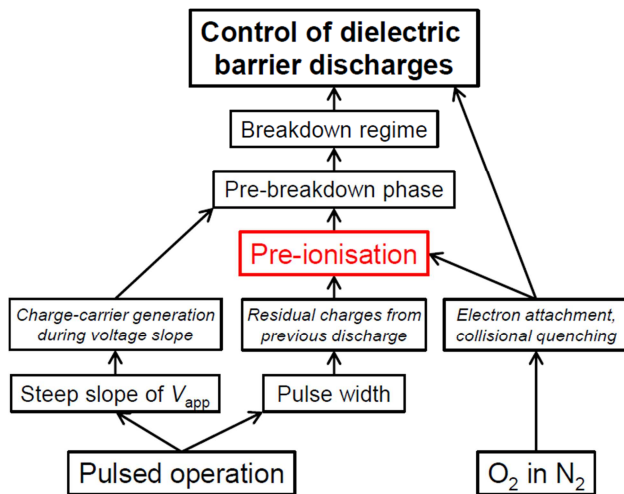 Control of dielectric
barrier discharges
Breakdown regime
Pre-breakdown phase
Pre-ionisation
Charge-carrier generation
during voltage slope
Residual charges from
previous discharge
Electron attachment,
collisional quenching
Steep slope of V_app
Pulse width
Pulsed operation
O₂ in N₂